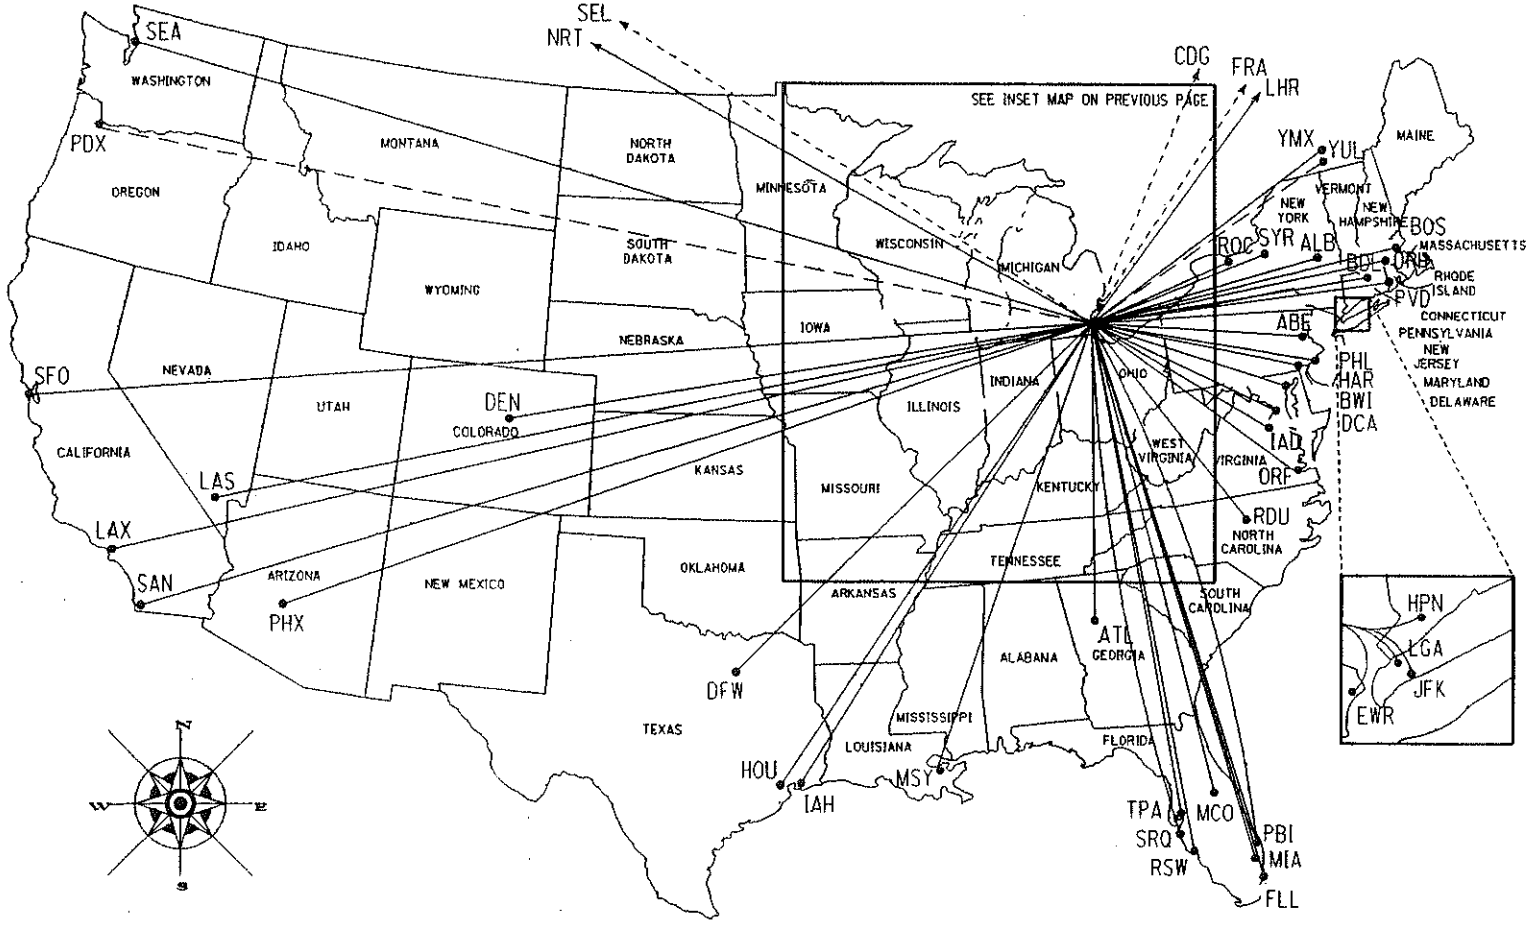 SEL
SEA
NRT
CDG
FRA
LHR
WASHINGTON
SEE INSET MAP ON PREVIOUS PAGE
PDX
MONTANA
NORTH
DAKOTA
YMX
YUL
MAINE
OREGON
MINNESOTA
VERMONT
NEW
YORK
NEW
HAMPSHIRE
IDAHO
SOUTH
DAKOTA
WISCONSIN
MICHIGAN
ROC
SYR
ALB
BOS
MASSACHUSETTS
WYOMING
BDL
ORH
RHODE
ISLAND
PVD
CONNECTICUT
IOWA
NEBRASKA
ABE
PENNSYLVANIA
NEW
JERSEY
NEVADA
SFO
UTAH
DEN
COLORADO
ILLINOIS
INDIANA
OHIO
PHL
HAR
BWI
DCA
MARYLAND
DELAWARE
CALIFORNIA
KANSAS
MISSOURI
KENTUCKY
WEST
VIRGINIA
VIRGINIA
IAD
ORF
LAS
LAX
RDU
NORTH
CAROLINA
SAN
ARIZONA
PHX
NEW MEXICO
OKLAHOMA
ARKANSAS
TENNESSEE
SOUTH
CAROLINA
HPN
LGA
JFK
EWR
ATL
GEORGIA
ALABAMA
DFW
TEXAS
MISSISSIPPI
LOUISIANA
FLORIDA
N
W
E
S
HOU
IAH
MSY
TPA
MCO
SRQ
RSW
PBI
MIA
FLL